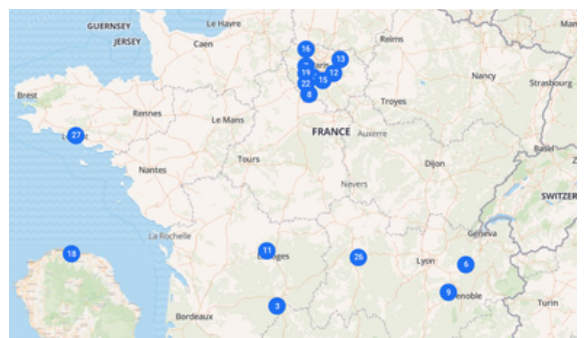 Le Havre
GUERNSEY
JERSEY
Caen
Reims
16
13
19
12
15
22
8
Nancy
Strasbourg
Brest
Rennes
27
Le Mans
Troyes
FRANCE
Auxerre
Nantes
Tours
Dijon
Basel
Nevers
SWITZER
La Rochelle
Geneva
18
11
26
Lyon
6
9
3
Bordeaux
Turin